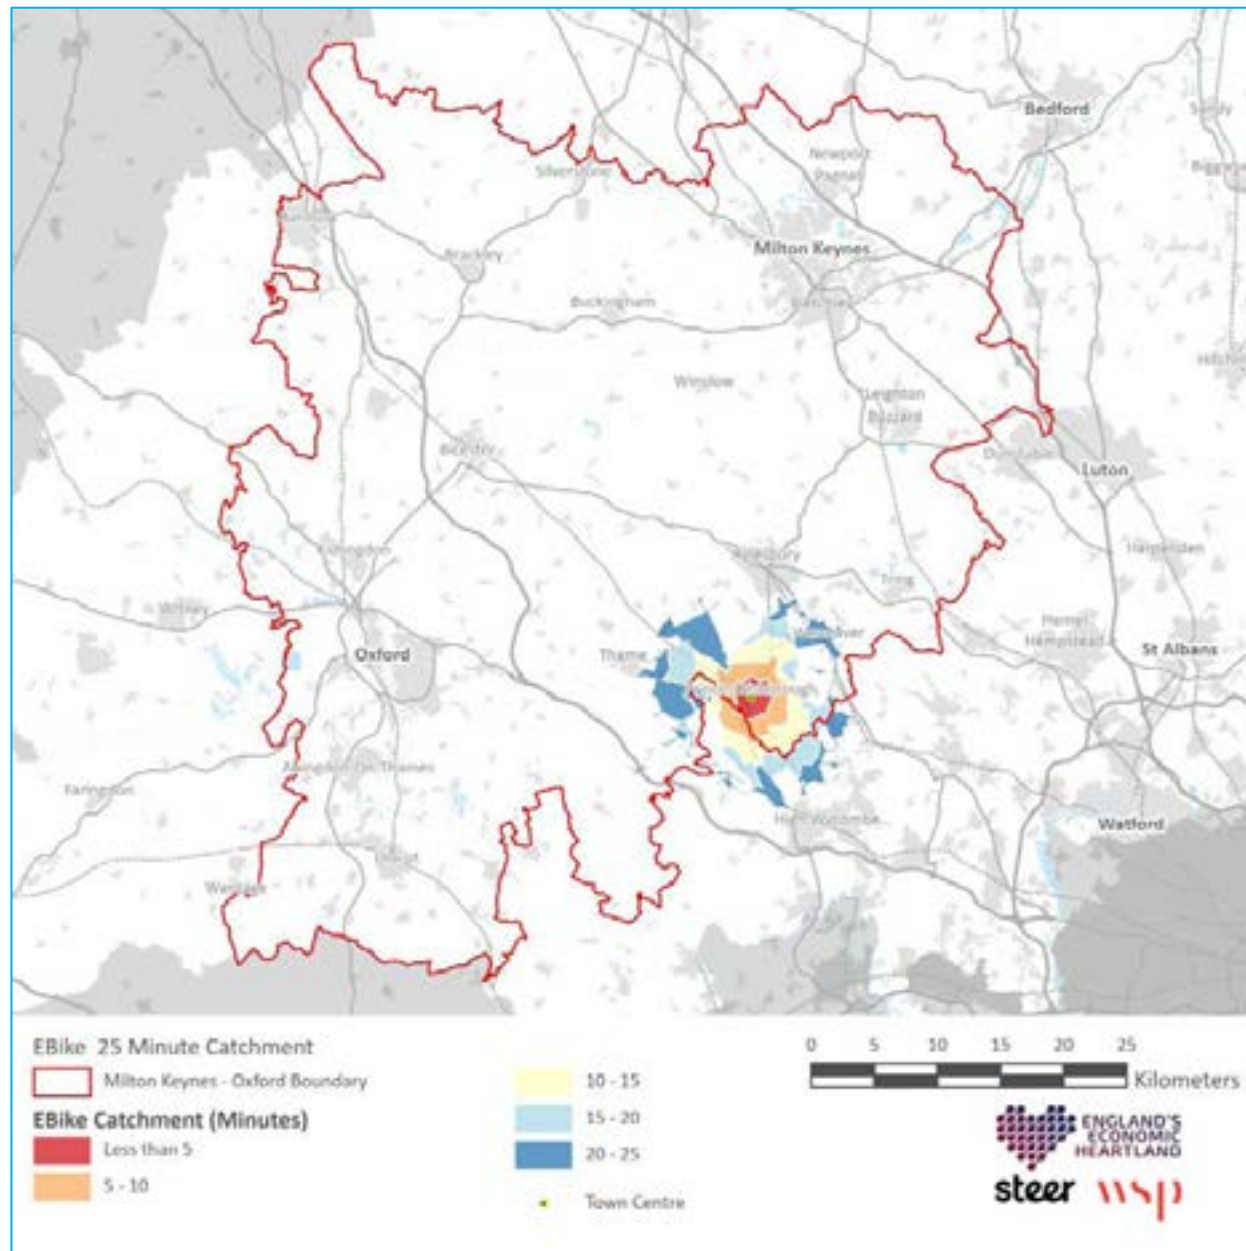 Bedford
Sandy
Newport
Pagnell
Silverstone
Milton Keynes
Brackley
Buckingham
Winslow
Leighton
Buzzard
Hitchin
Bicester
Dunstable
Luton
Harpenden
Kidlington
Aylesbury
Tring
Witney
Hemel
Hempstead
St Albans
Oxford
Thame
Wendover
Abingdon-On-Thames
Faringdon
High Wycombe
Watford
Didcot
Wantage
EBike 25 Minute Catchment
Milton Keynes - Oxford Boundary
EBike Catchment (Minutes)
Less than 5
5 - 10
10 - 15
15 - 20
20 - 25
Town Centre
0 5 10 15 20 25
Kilometers
ENGLAND'S
ECONOMIC
HEARTLAND
steer wsp